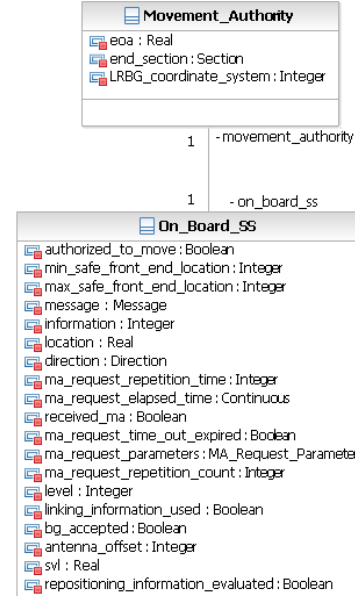 Movement_Authority
eoa : Real
end_section : Section
LRBG_coordinate_system : Integer
1
- movement_authority
1
- on_board_ss
On_Board_SS
authorized_to_move : Boolean
min_safe_front_end_location : Integer
max_safe_front_end_location : Integer
message : Message
information : Integer
location : Real
direction : Direction
ma_request_repetition_time : Integer
ma_request_elapsed_time : Continuous
received_ma : Boolean
ma_request_time_out_expired : Boolean
ma_request_parameters : MA_Request_Parameter
ma_request_repetition_count : Integer
level : Integer
linking_information_used : Boolean
bg_accepted : Boolean
antenna_offset : Integer
svl : Real
repositioning_information_evaluated : Boolean